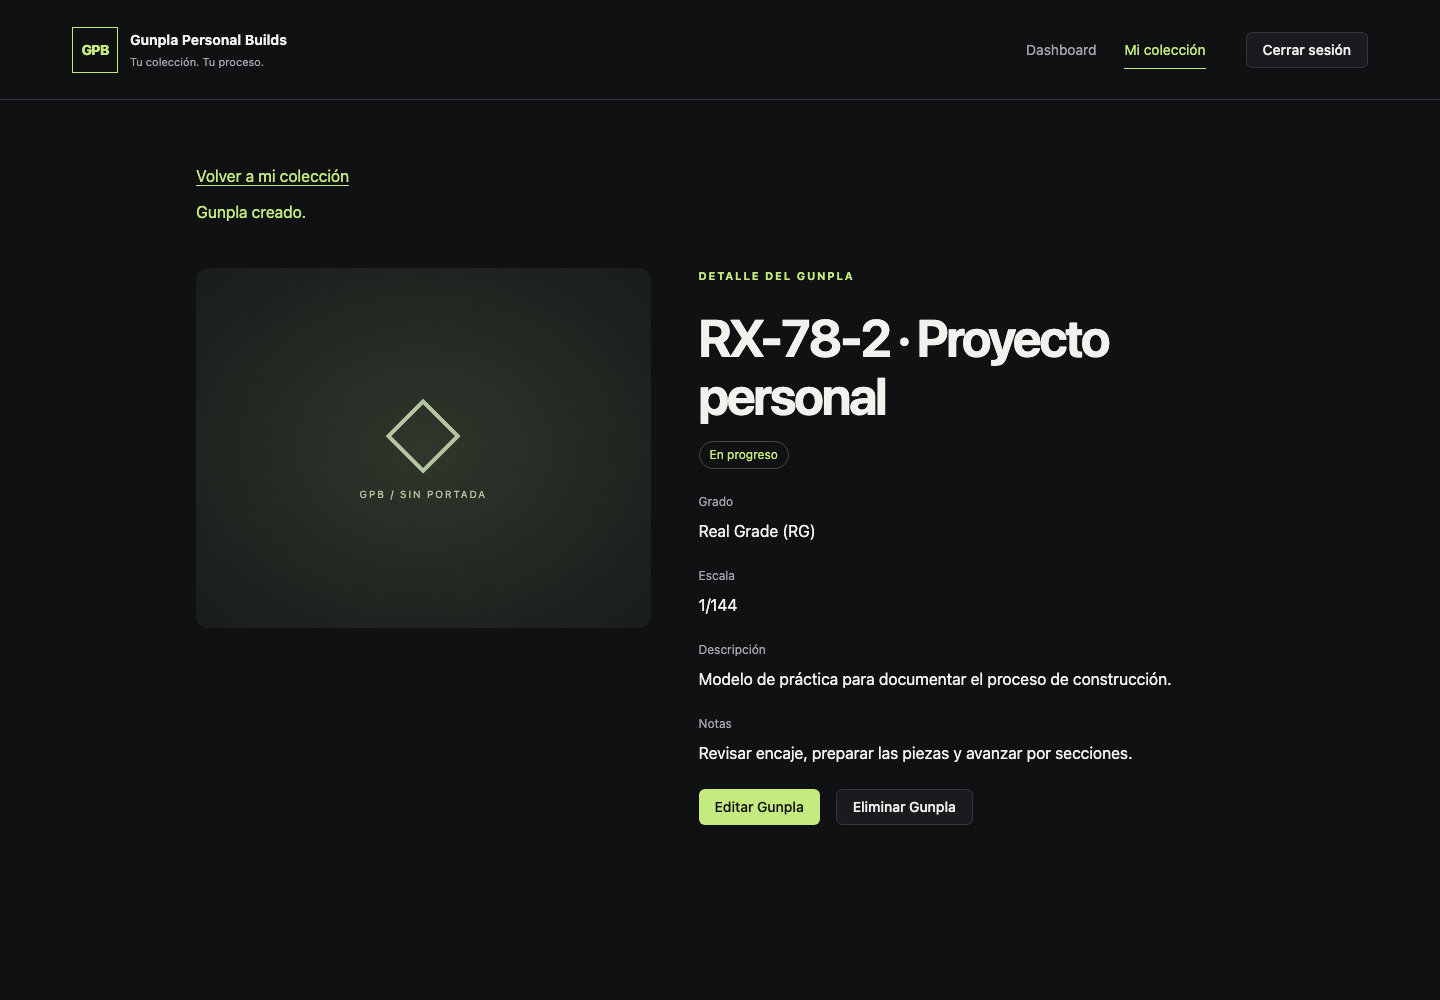 GPB
Gunpla Personal Builds
Tu colección. Tu proceso.
Dashboard
Mi colección
Cerrar sesión
Volver a mi colección
Gunpla creado.
GPB / SIN PORTADA
DETALLE DEL GUNPLA
RX-78-2 · Proyecto
personal
En progreso
Grado
Real Grade (RG)
Escala
1/144
Descripción
Modelo de práctica para documentar el proceso de construcción.
Notas
Revisar encaje, preparar las piezas y avanzar por secciones.
Editar Gunpla
Eliminar Gunpla